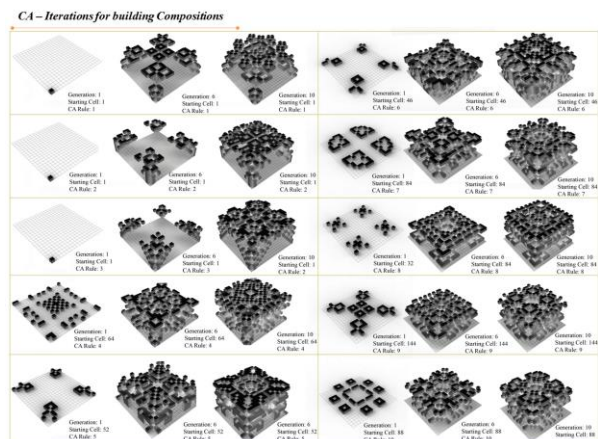 CA – Iterations for building Compositions
Generation: 1
Starting Cell: 1
CA Rule: 1
Generation: 6
Starting Cell: 1
CA Rule: 1
Generation: 10
Starting Cell: 1
CA Rule: 1
Generation: 1
Starting Cell: 46
CA Rule: 6
Generation: 6
Starting Cell: 46
CA Rule: 6
Generation: 10
Starting Cell: 46
CA Rule: 6
Generation: 1
Starting Cell: 1
CA Rule: 2
Generation: 6
Starting Cell: 1
CA Rule: 2
Generation: 10
Starting Cell: 1
CA Rule: 2
Generation: 1
Starting Cell: 84
CA Rule: 7
Generation: 6
Starting Cell: 84
CA Rule: 7
Generation: 10
Starting Cell: 84
CA Rule: 7
Generation: 1
Starting Cell: 1
CA Rule: 3
Generation: 6
Starting Cell: 1
CA Rule: 3
Generation: 10
Starting Cell: 1
CA Rule: 2
Generation: 1
Starting Cell: 32
CA Rule: 8
Generation: 6
Starting Cell: 84
CA Rule: 8
Generation: 10
Starting Cell: 84
CA Rule: 8
Generation: 1
Starting Cell: 64
CA Rule: 4
Generation: 6
Starting Cell: 64
CA Rule: 4
Generation: 10
Starting Cell: 64
CA Rule: 4
Generation: 1
Starting Cell: 144
CA Rule: 9
Generation: 6
Starting Cell: 144
CA Rule: 9
Generation: 10
Starting Cell: 144
CA Rule: 9
Generation: 1
Starting Cell: 52
CA Rule: 5
Generation: 6
Starting Cell: 52
Generation: 6
Starting Cell: 52
Generation: 1
Starting Cell: 88
Generation: 6
Starting Cell: 88
Generation: 10
Starting Cell: 88